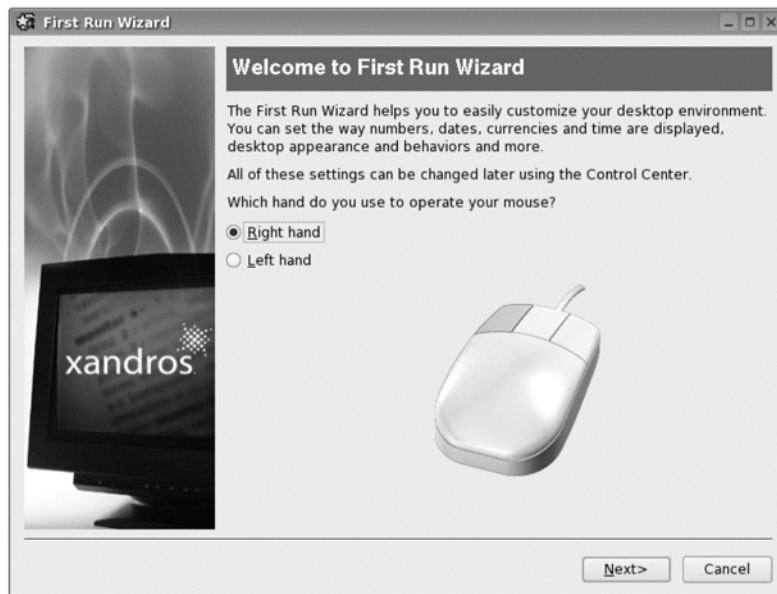 First Run Wizard
Welcome to First Run Wizard
The First Run Wizard helps you to easily customize your desktop environment.
You can set the way numbers, dates, currencies and time are displayed,
desktop appearance and behaviors and more.
All of these settings can be changed later using the Control Center.
Which hand do you use to operate your mouse?
Right hand
Left hand
xandros
Next>
Cancel